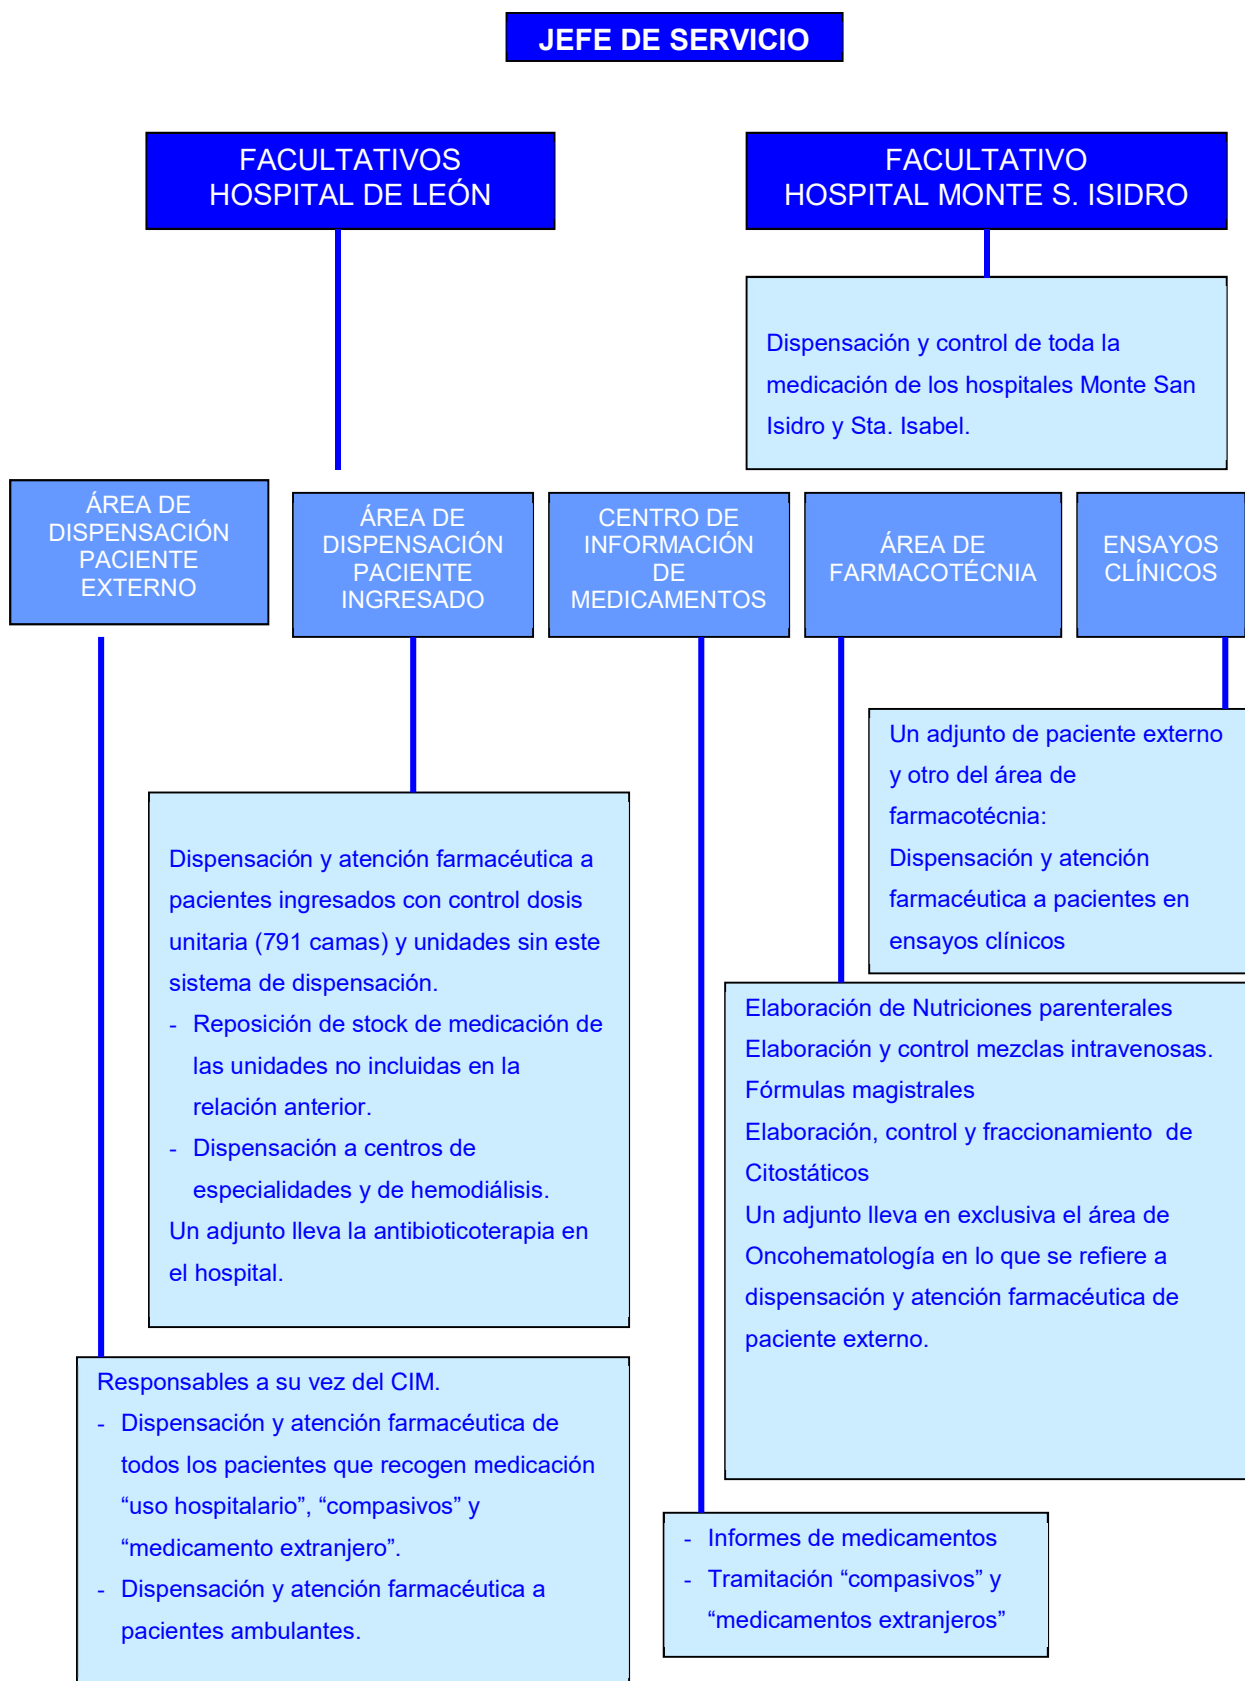 JEFE DE SERVICIO
FACULTATIVOS
HOSPITAL DE LEÓN
FACULTATIVO
HOSPITAL MONTE S. ISIDRO
Dispensación y control de toda la
medicación de los hospitales Monte San
Isidro y Sta. Isabel.
ÁREA DE
DISPENSACIÓN
PACIENTE
EXTERNO
ÁREA DE
DISPENSACIÓN
PACIENTE
INGRESADO
CENTRO DE
INFORMACIÓN
DE
MEDICAMENTOS
ÁREA DE
FARMACOTÉCNIA
ENSAYOS
CLÍNICOS
Un adjunto de paciente externo
y otro del área de
farmacotécnia:
Dispensación y atención
farmacéutica a pacientes en
ensayos clínicos
Dispensación y atención farmacéutica a
pacientes ingresados con control dosis
unitaria (791 camas) y unidades sin este
sistema de dispensación.
- Reposición de stock de medicación de
las unidades no incluidas en la
relación anterior.
- Dispensación a centros de
especialidades y de hemodiálisis.
Un adjunto lleva la antibioticoterapia en
el hospital.
Elaboración de Nutriciones parenterales
Elaboración y control mezclas intravenosas.
Fórmulas magistrales
Elaboración, control y fraccionamiento de
Citostáticos
Un adjunto lleva en exclusiva el área de
Oncohematología en lo que se refiere a
dispensación y atención farmacéutica de
paciente externo.
Responsables a su vez del CIM.
- Dispensación y atención farmacéutica de
todos los pacientes que recogen medicación
“uso hospitalario”, “compasivos” y
“medicamento extranjero”.
- Dispensación y atención farmacéutica a
pacientes ambulantes.
- Informes de medicamentos
- Tramitación “compasivos” y
“medicamentos extranjeros”